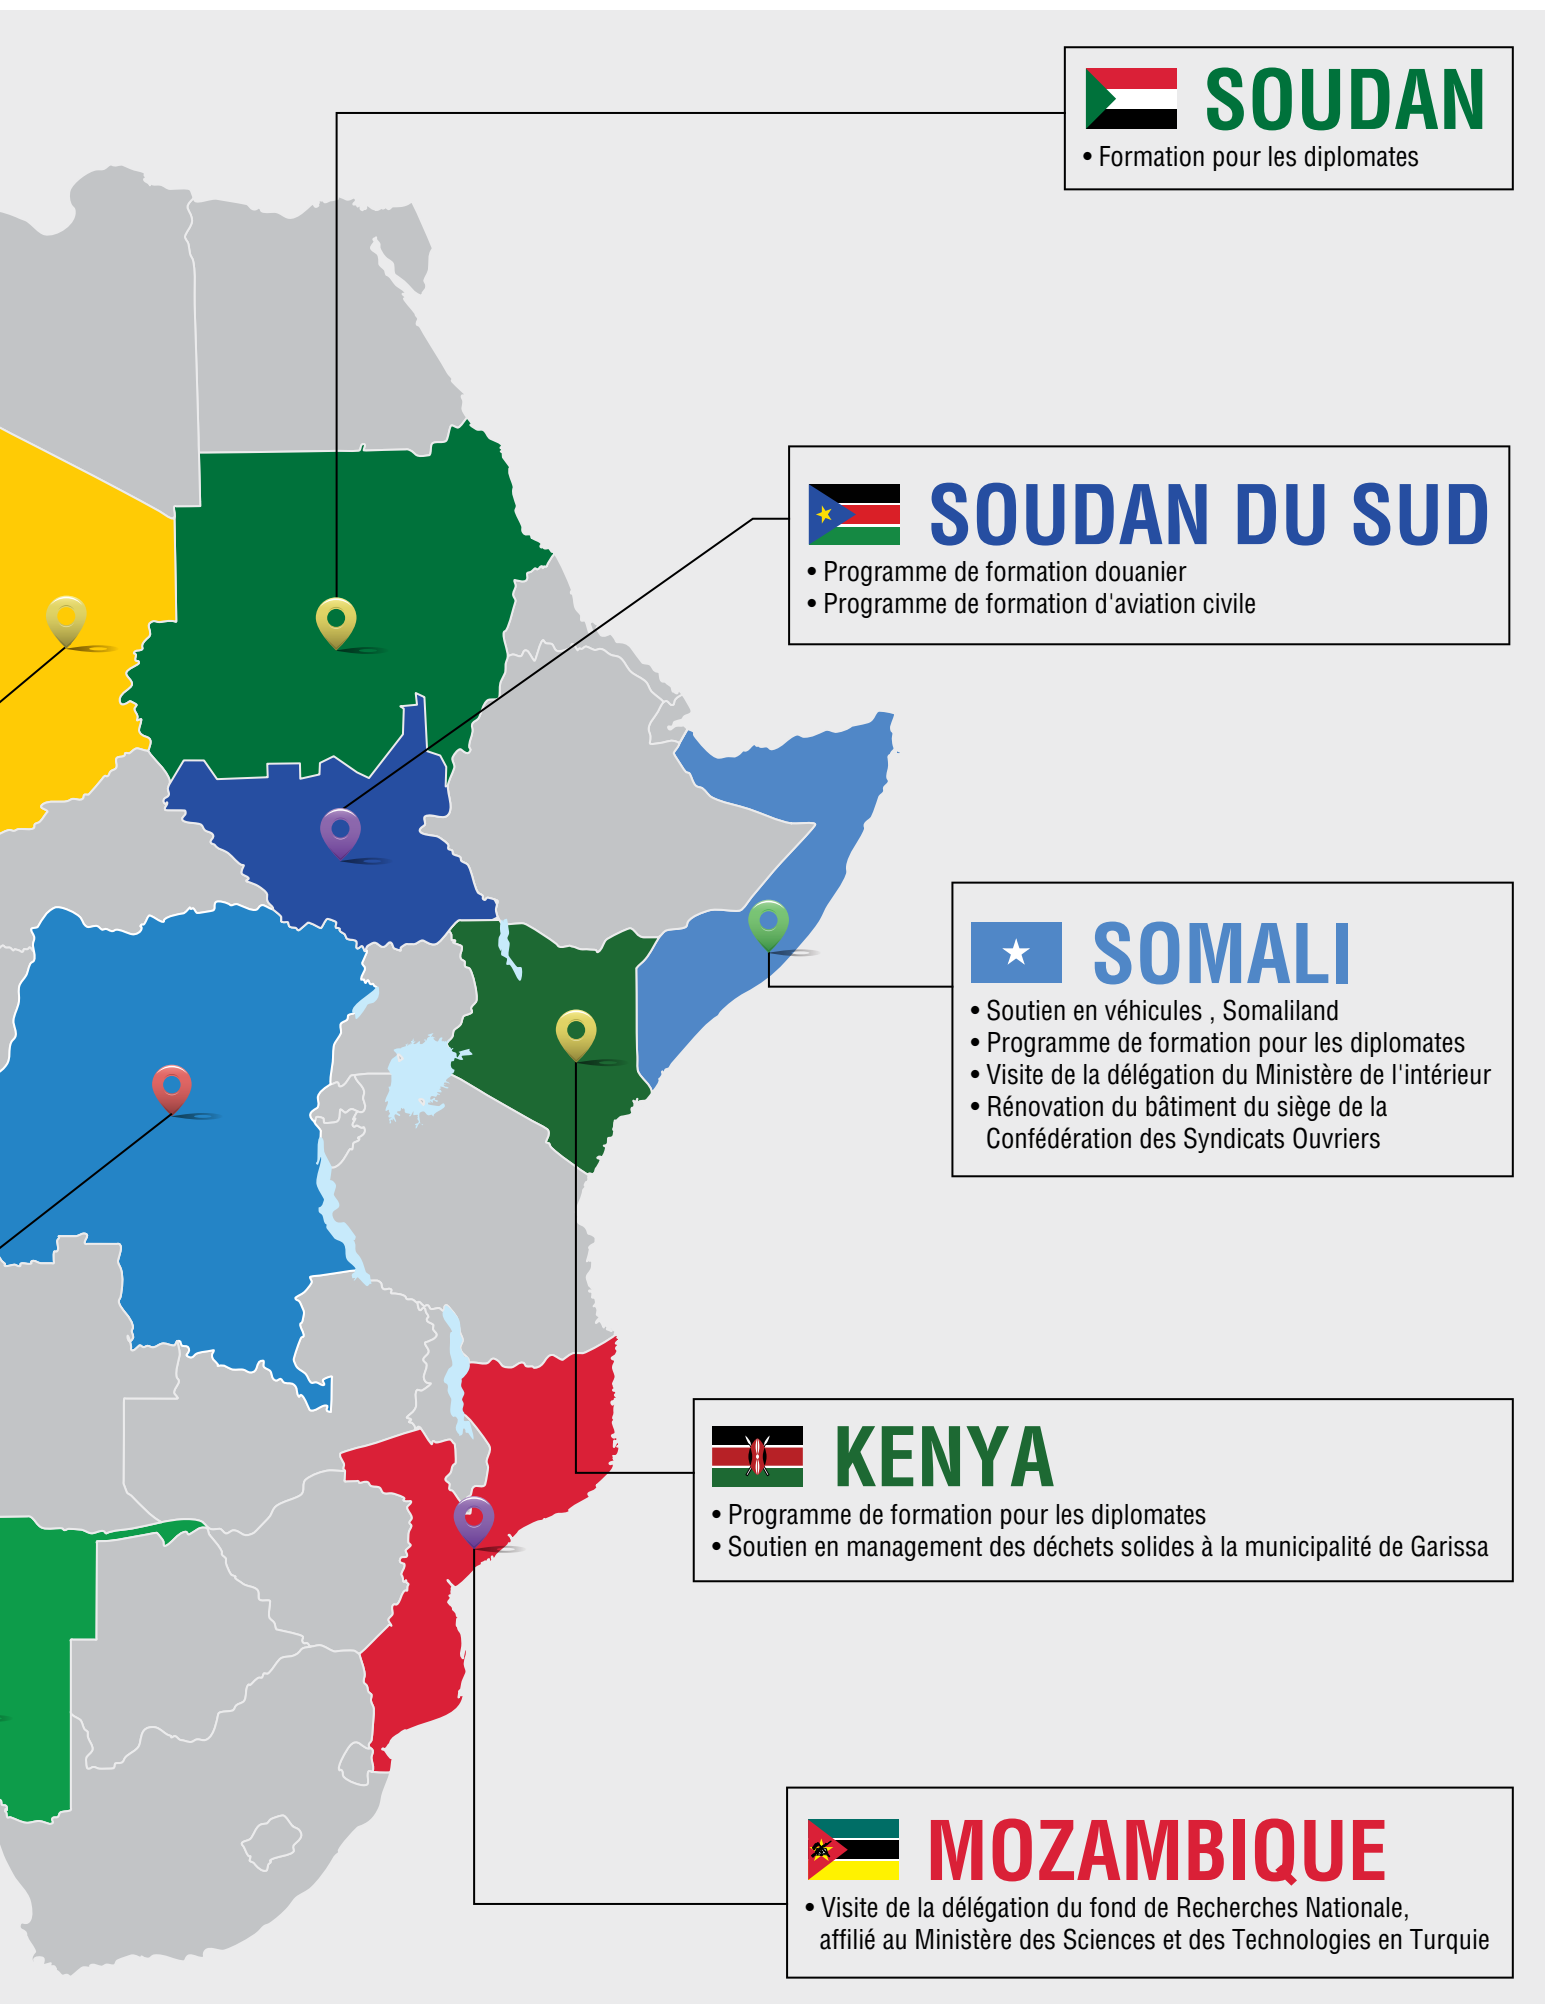 SOUDAN
• Formation pour les diplomates
SOUDAN DU SUD
• Programme de formation douanier
• Programme de formation d'aviation civile
SOMALI
• Soutien en véhicules , Somaliland
• Programme de formation pour les diplomates
• Visite de la délégation du Ministère de l'intérieur
• Rénovation du bâtiment du siège de la
Confédération des Syndicats Ouvriers
KENYA
• Programme de formation pour les diplomates
• Soutien en management des déchets solides à la municipalité de Garissa
MOZAMBIQUE
• Visite de la délégation du fond de Recherches Nationale,
affilié au Ministère des Sciences et des Technologies en Turquie